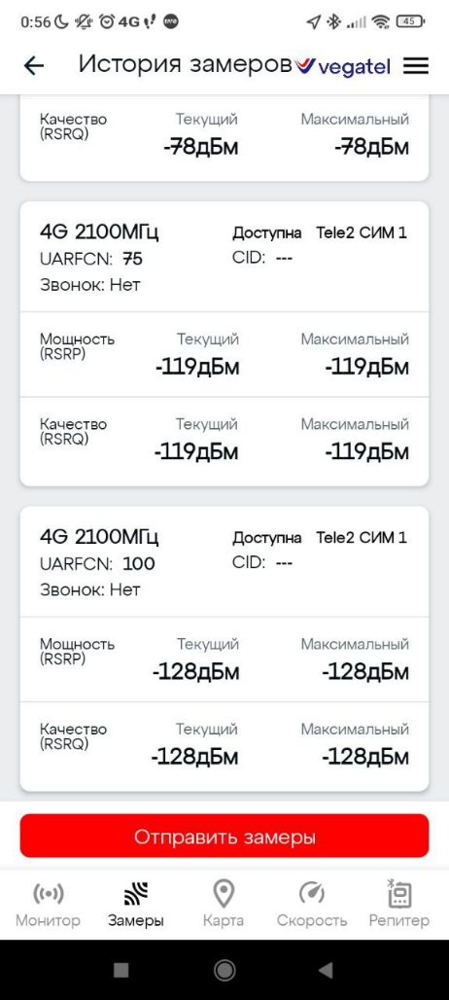 0:56 4G 45
История замеров vegatel
Качество (RSRQ) Текущий Максимальный
-78дБм -78дБм
4G 2100МГц Доступна Tele2 СИМ 1
UARFCN: 75 CID: ---
Звонок: Нет
Мощность (RSRP) Текущий Максимальный
-119дБм -119дБм
Качество (RSRQ) Текущий Максимальный
-119дБм -119дБм
4G 2100МГц Доступна Tele2 СИМ 1
UARFCN: 100 CID: ---
Звонок: Нет
Мощность (RSRP) Текущий Максимальный
-128дБм -128дБм
Качество (RSRQ) Текущий Максимальный
-128дБм -128дБм
Отправить замеры
Монитор Замеры Карта Скорость Репитер